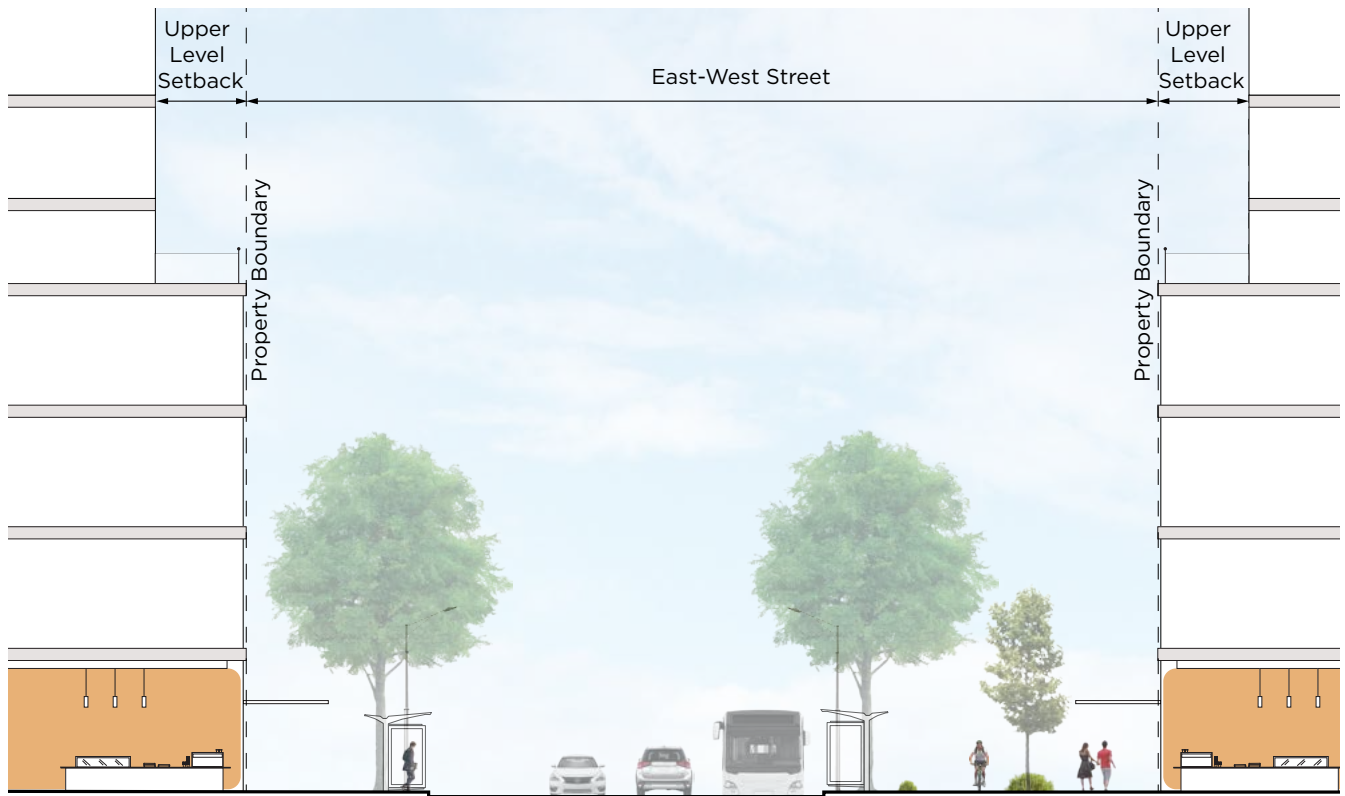 Upper
Level
Setback
East-West Street
Upper
Level
Setback
Property Boundary
Property Boundary